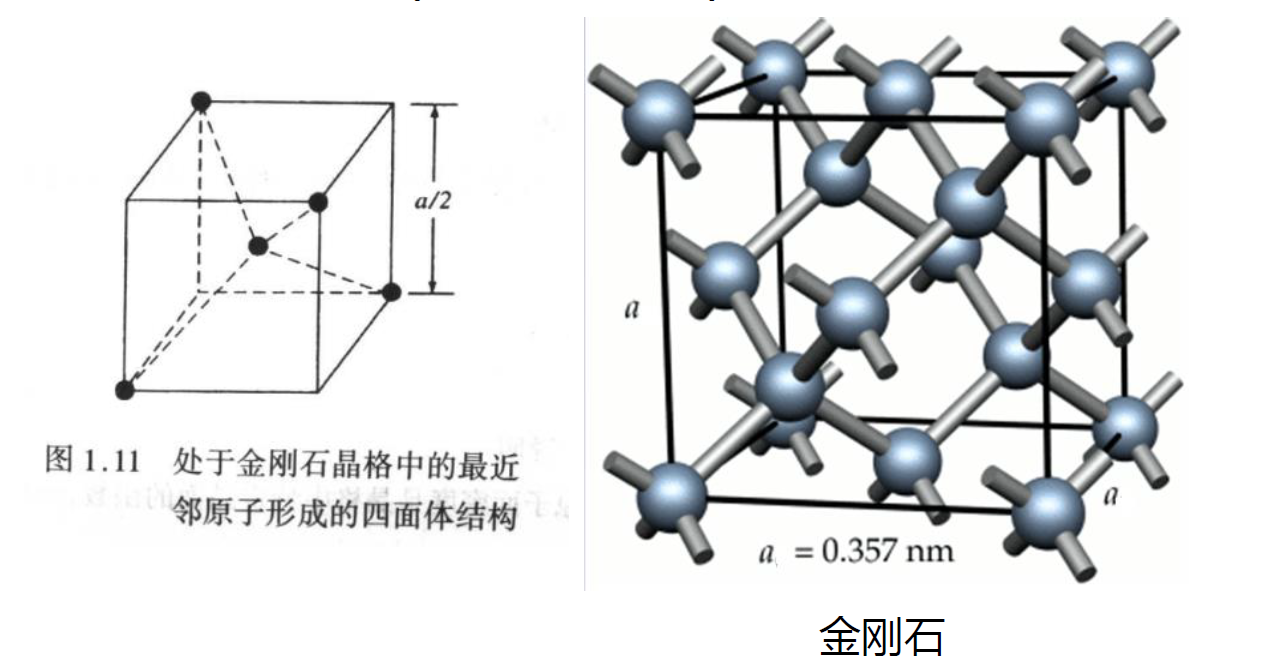 a/2
图1.11 处于金刚石晶格中的最近
邻原子形成的四面体结构
a
a
a = 0.357 nm
金刚石